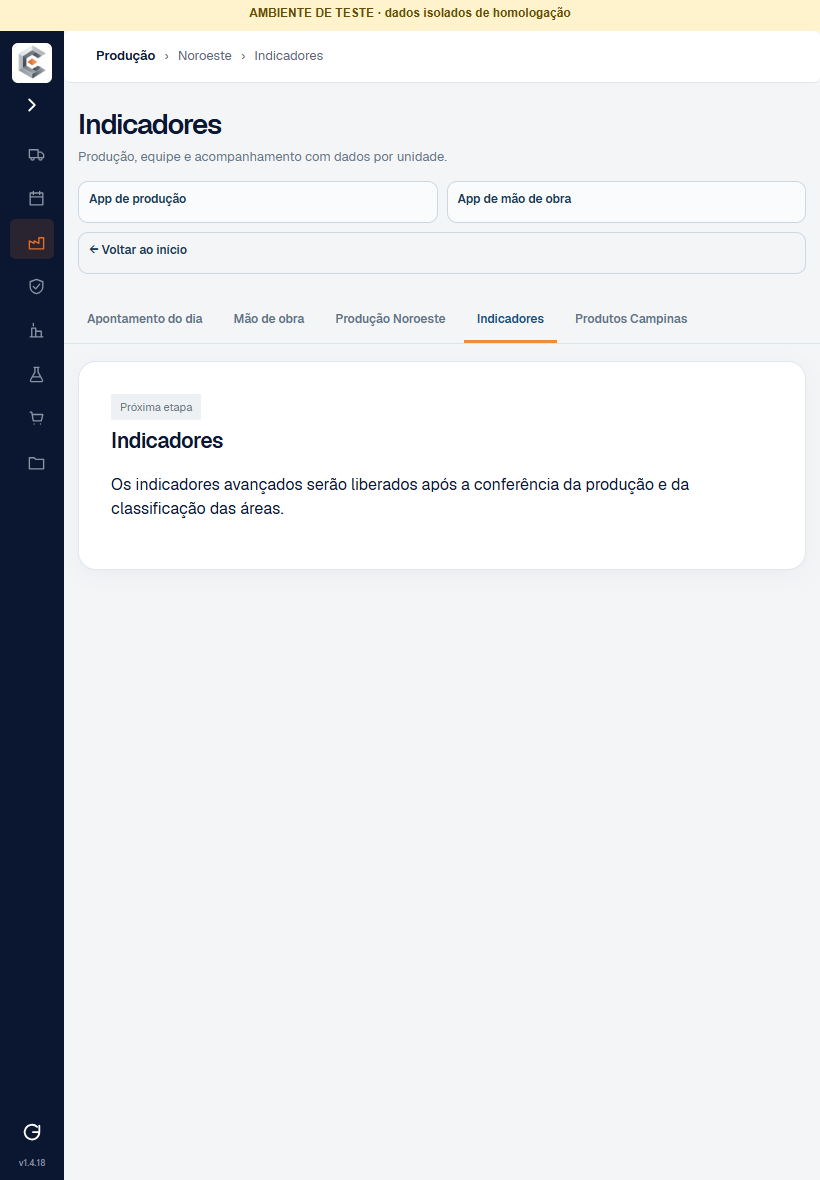 AMBIENTE DE TESTE · dados isolados de homologação
Produção › Noroeste › Indicadores
Indicadores
Produção, equipe e acompanhamento com dados por unidade.
App de produção
App de mão de obra
← Voltar ao início
Apontamento do dia
Mão de obra
Produção Noroeste
Indicadores
Produtos Campinas
Próxima etapa
Indicadores
Os indicadores avançados serão liberados após a conferência da produção e da
classificação das áreas.
v1.4.18